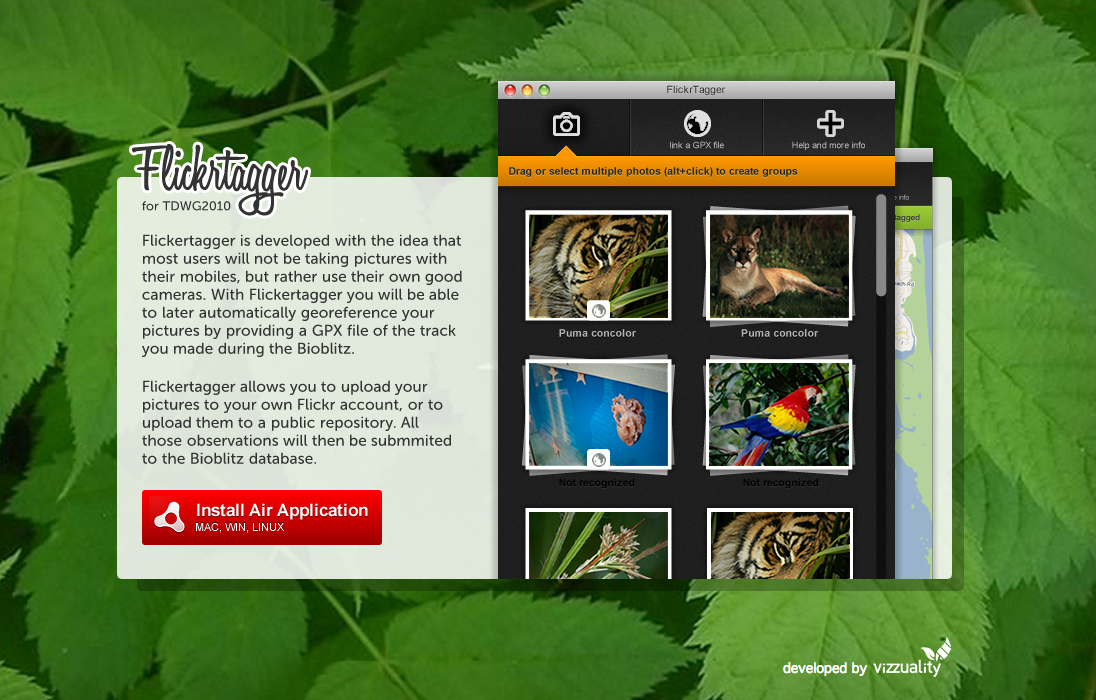 FlickrTagger
link a GPX file
Help and more info
Drag or select multiple photos (alt+click) to create groups
Puma concolor
Puma concolor
Not recognized
Not recognized
Flickrtagger
for TDWG2010
Flickertagger is developed with the idea that
most users will not be taking pictures with
their mobiles, but rather use their own good
cameras. With Flickertagger you will be able
to later automatically georeference your
pictures by providing a GPX file of the track
you made during the Bioblitz.
Flickertagger allows you to upload your
pictures to your own Flickr account, or to
upload them to a public repository. All
those observations will then be submmited
to the Bioblitz database.
Install Air Application
MAC, WIN, LINUX
e info
developed by vizzuality